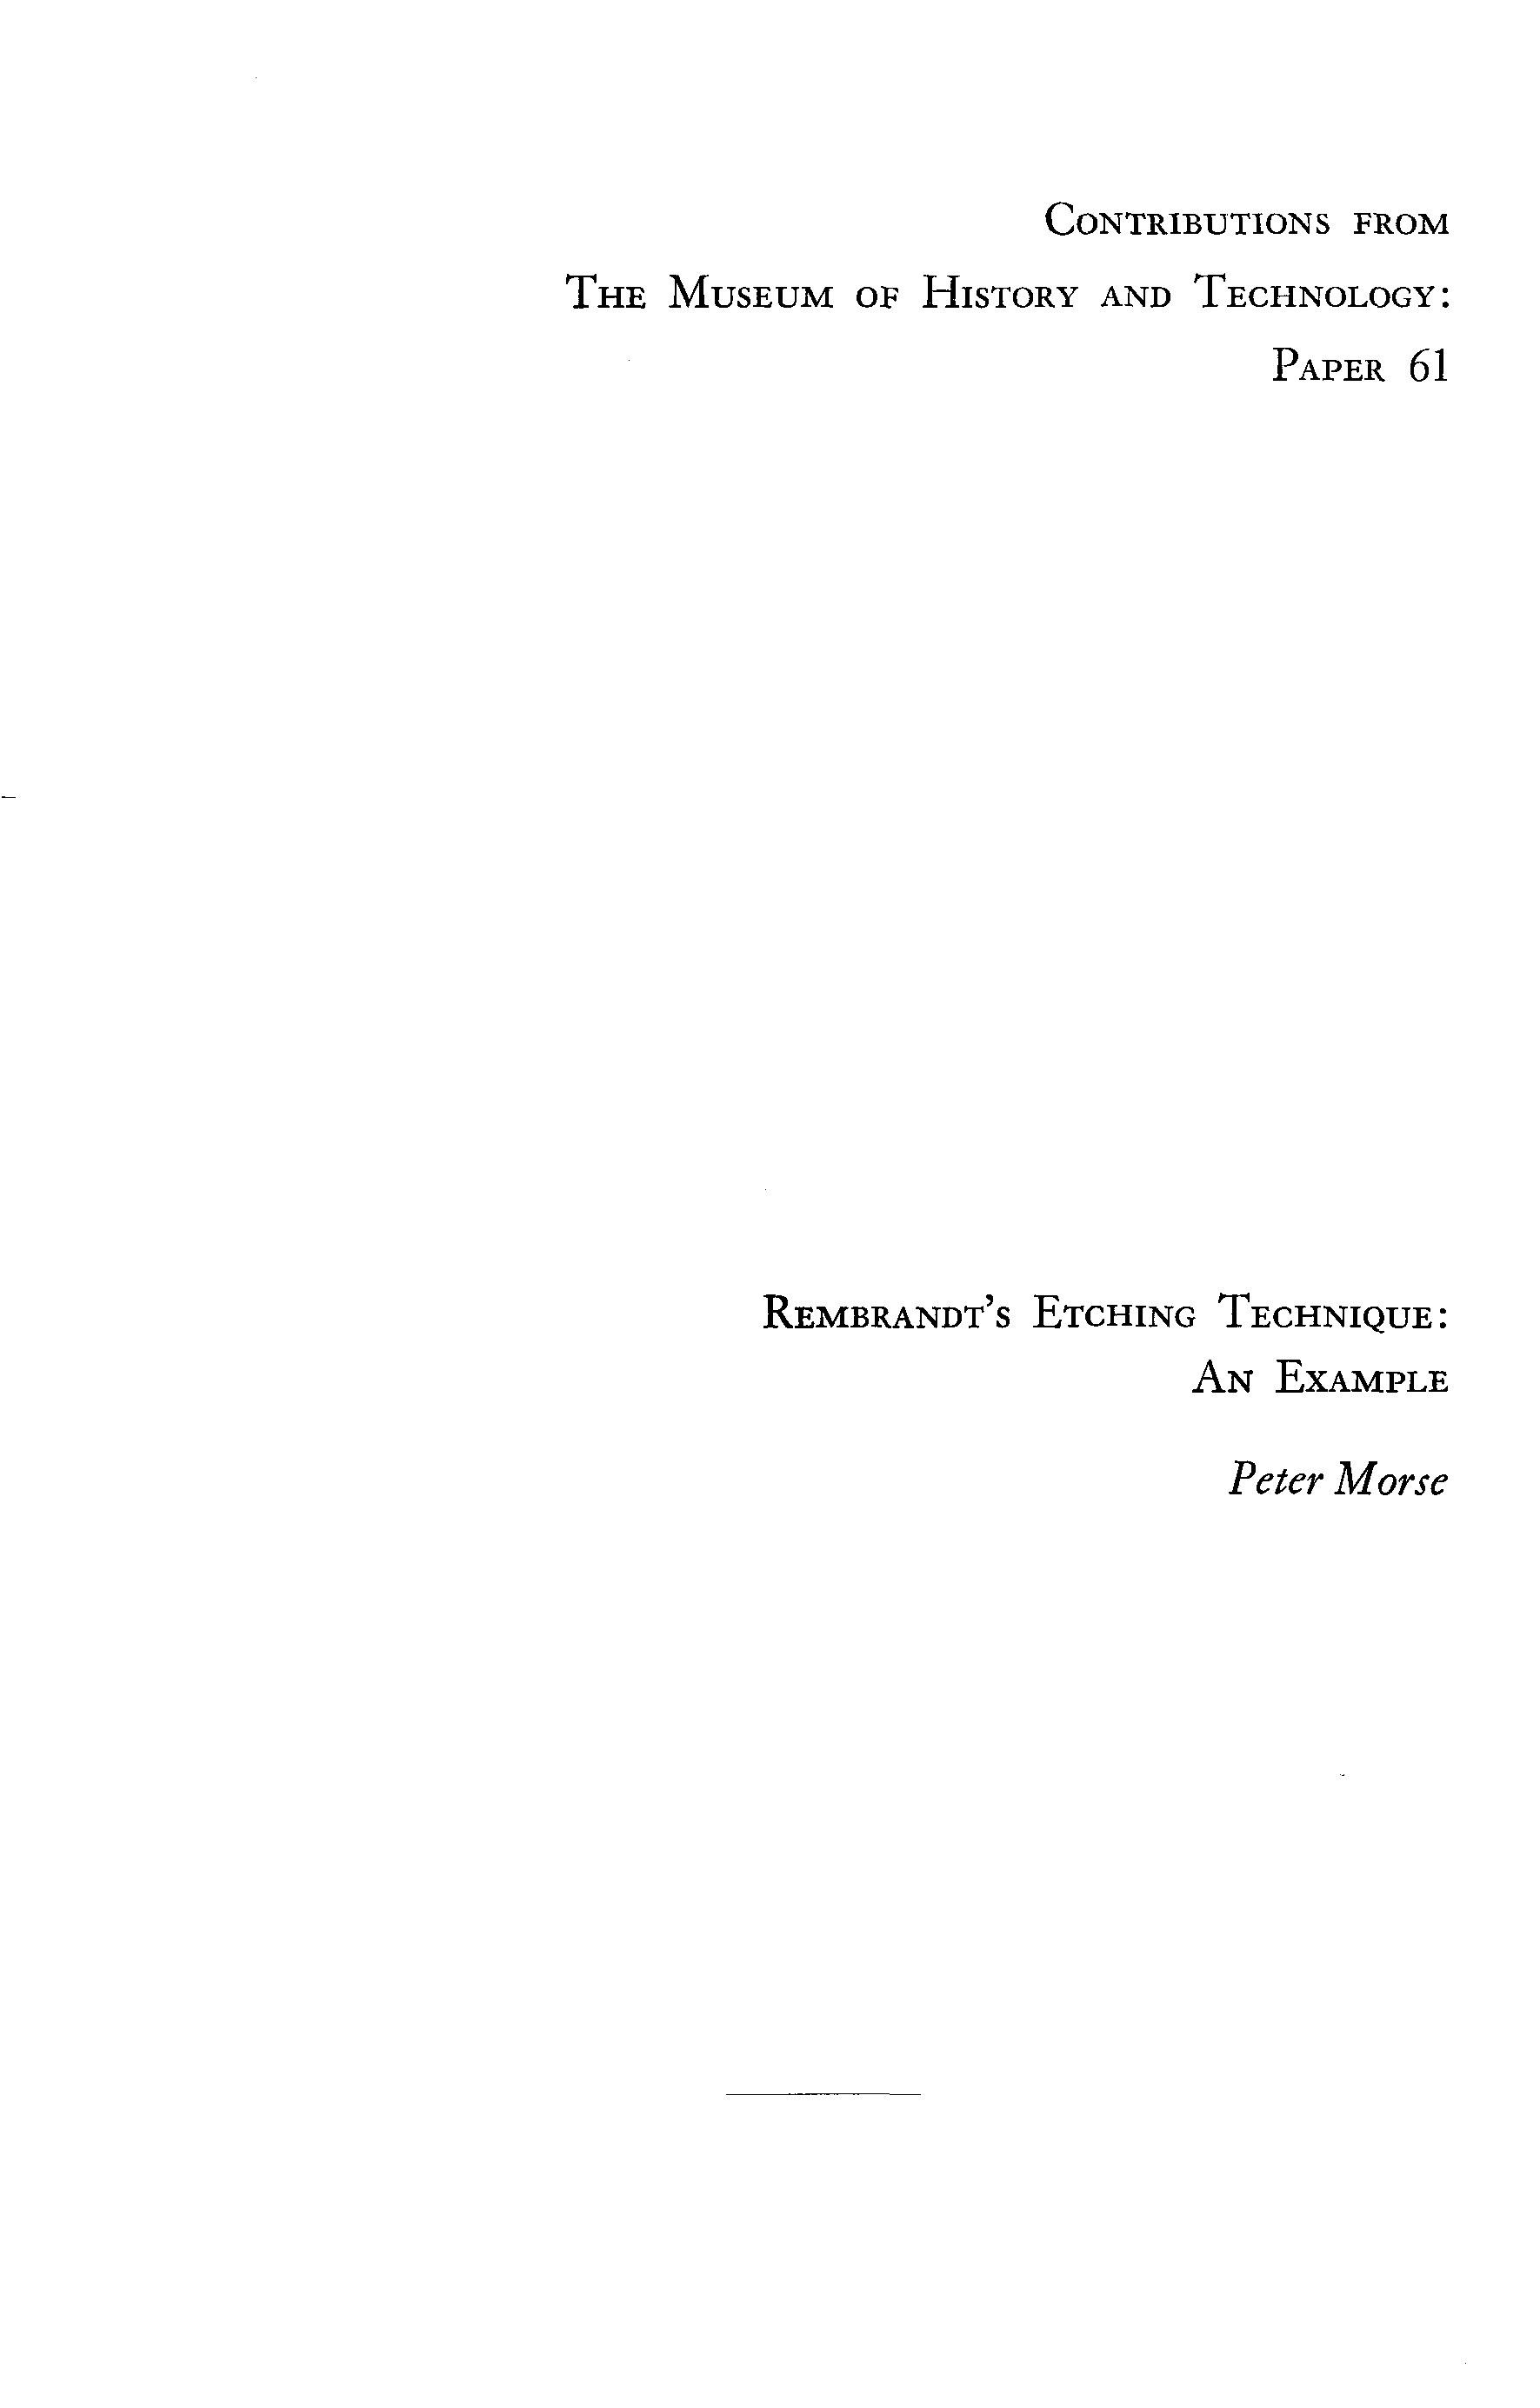 Contributions from
The Museum of History and Technology:
Paper 61
Rembrandt's Etching Technique:
An Example
Peter Morse